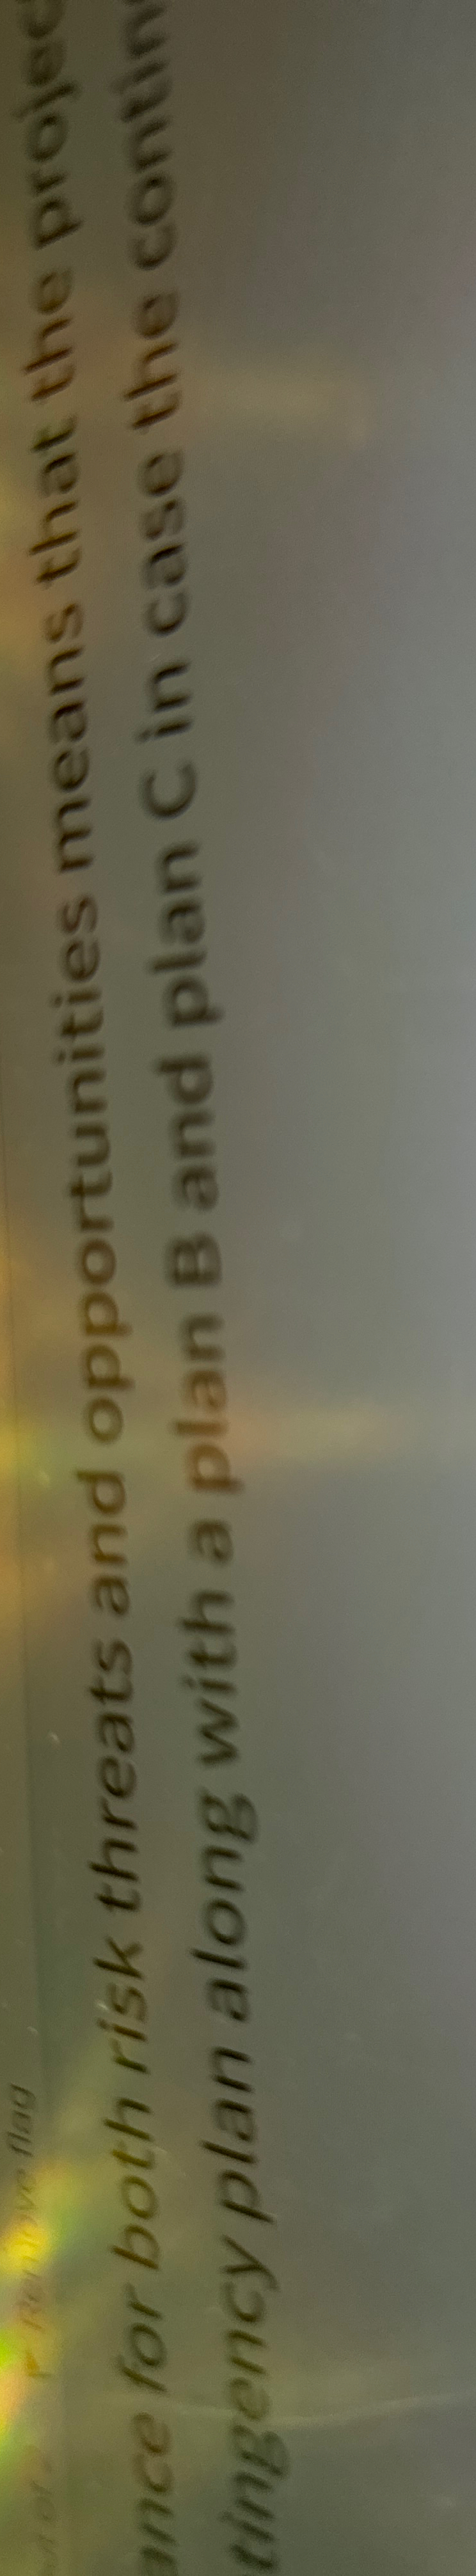 Remove flag
ance for both risk threats and opportunities means that the projec
tingency plan along with a plan B and plan C in case the contin